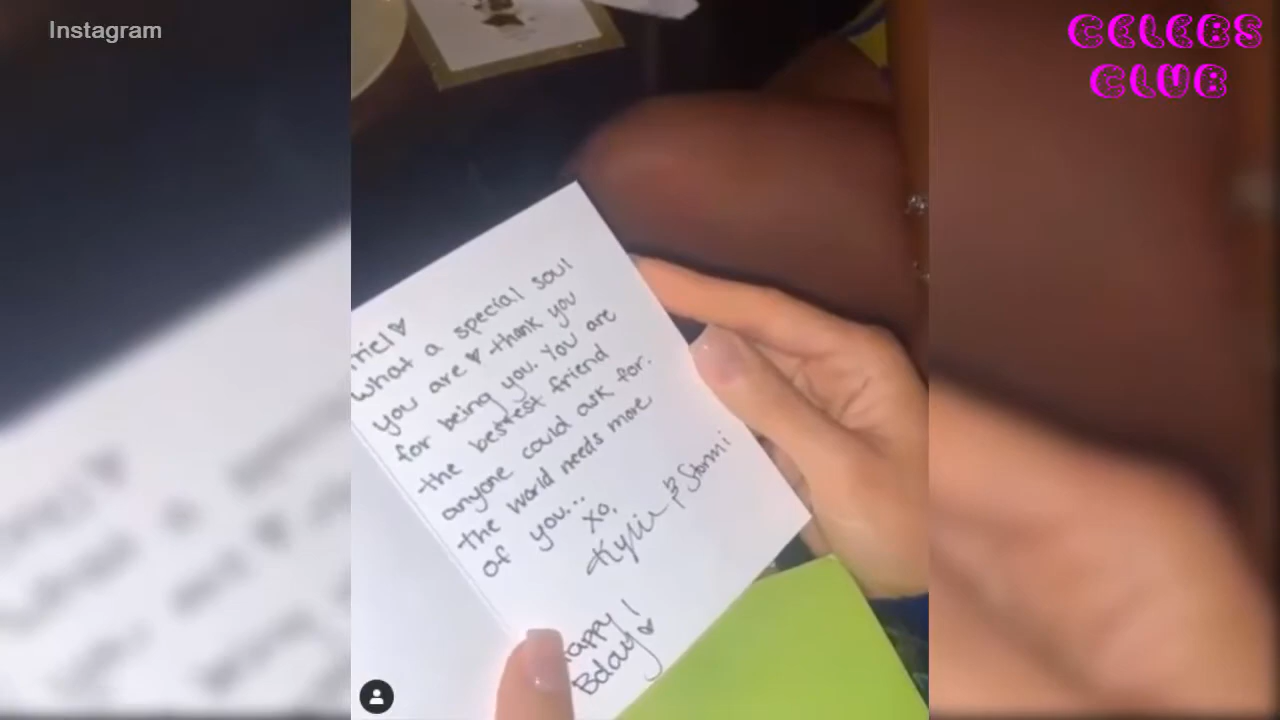 Instagram
CELEBS
CLUB
riel♥
what a special soul
you are ♥ thank you
for being you. You are
the bestest friend
anyone could ask for.
the world needs more
of you...
xo,
Kylie & Stormi
Happy
Bday!